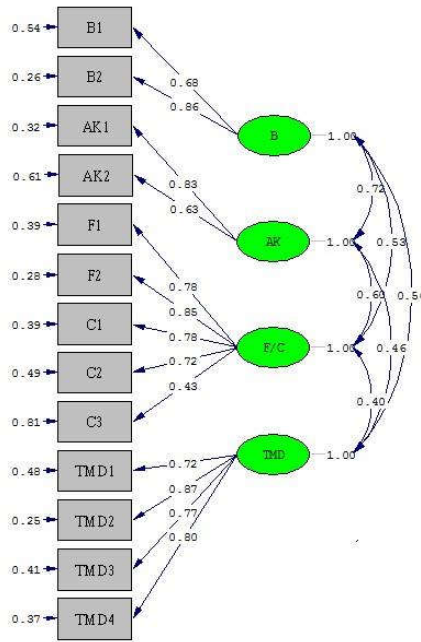 0.54 B1
0.26 B2
0.68
0.86
0.32 AK1
B 1.00
0.61 AK2
0.83
0.63
0.72
0.39 F1
AK 1.00
0.53
0.28 F2
0.78
0.85
0.60
0.39 C1
0.78
0.46
0.49 C2
0.72
F/C 1.00
0.43
0.81 C3
0.40
0.48 TMD1
0.72
TMD 1.00
0.87
0.25 TMD2
0.77
0.80
0.41 TMD3
0.37 TMD4